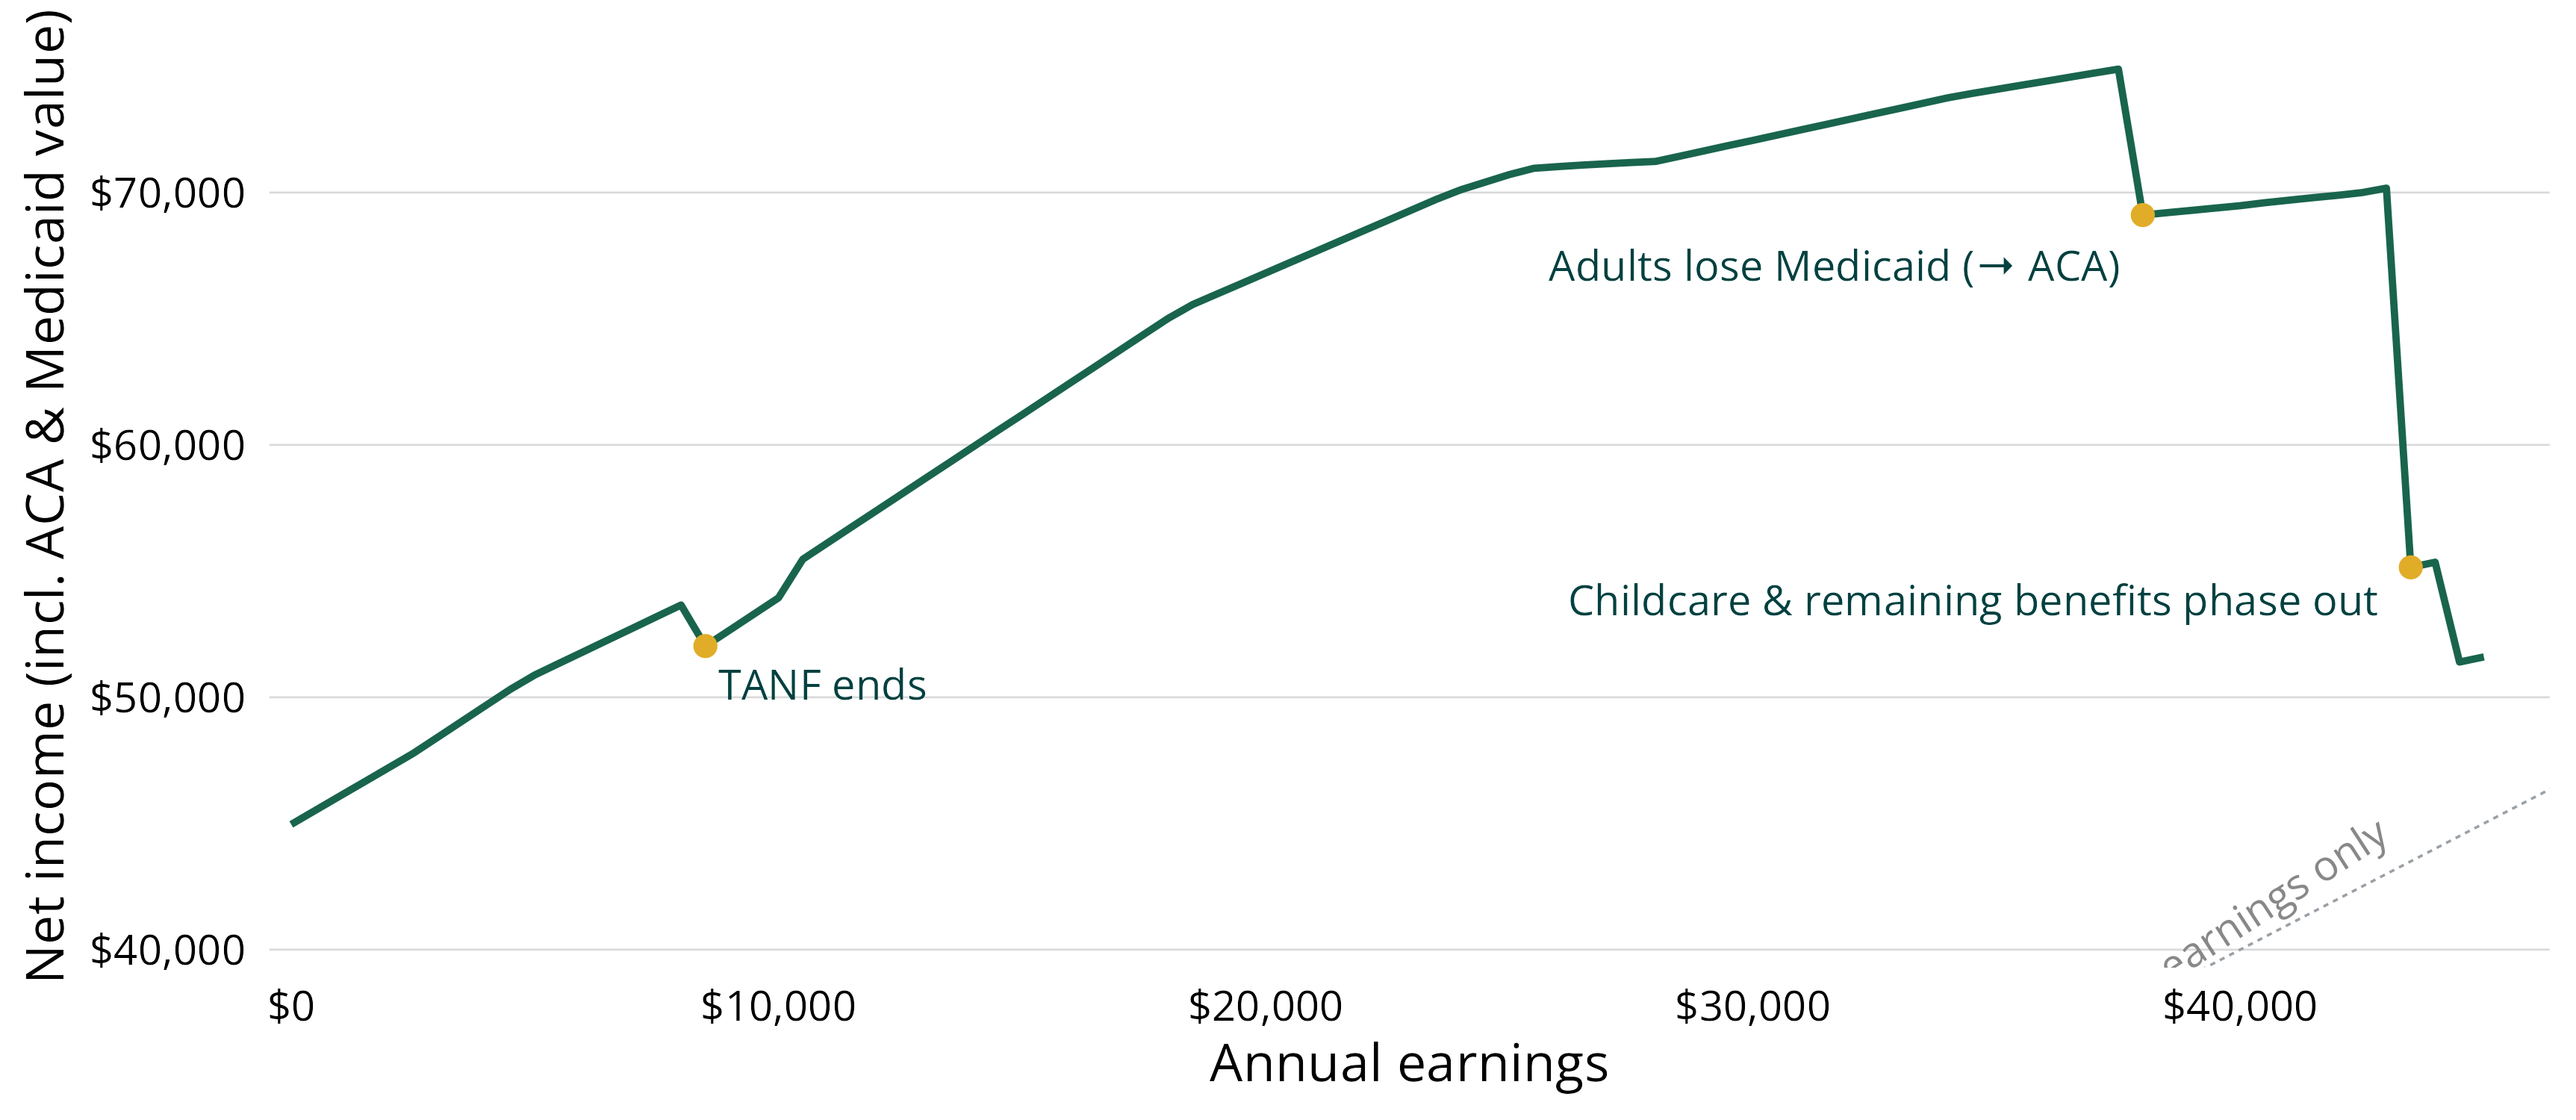 Net income (incl. ACA & Medicaid value)
$70,000
$60,000
$50,000
$40,000
Adults lose Medicaid (→ ACA)
Childcare & remaining benefits phase out
TANF ends
earnings only
$0
$10,000
$20,000
$30,000
$40,000
Annual earnings